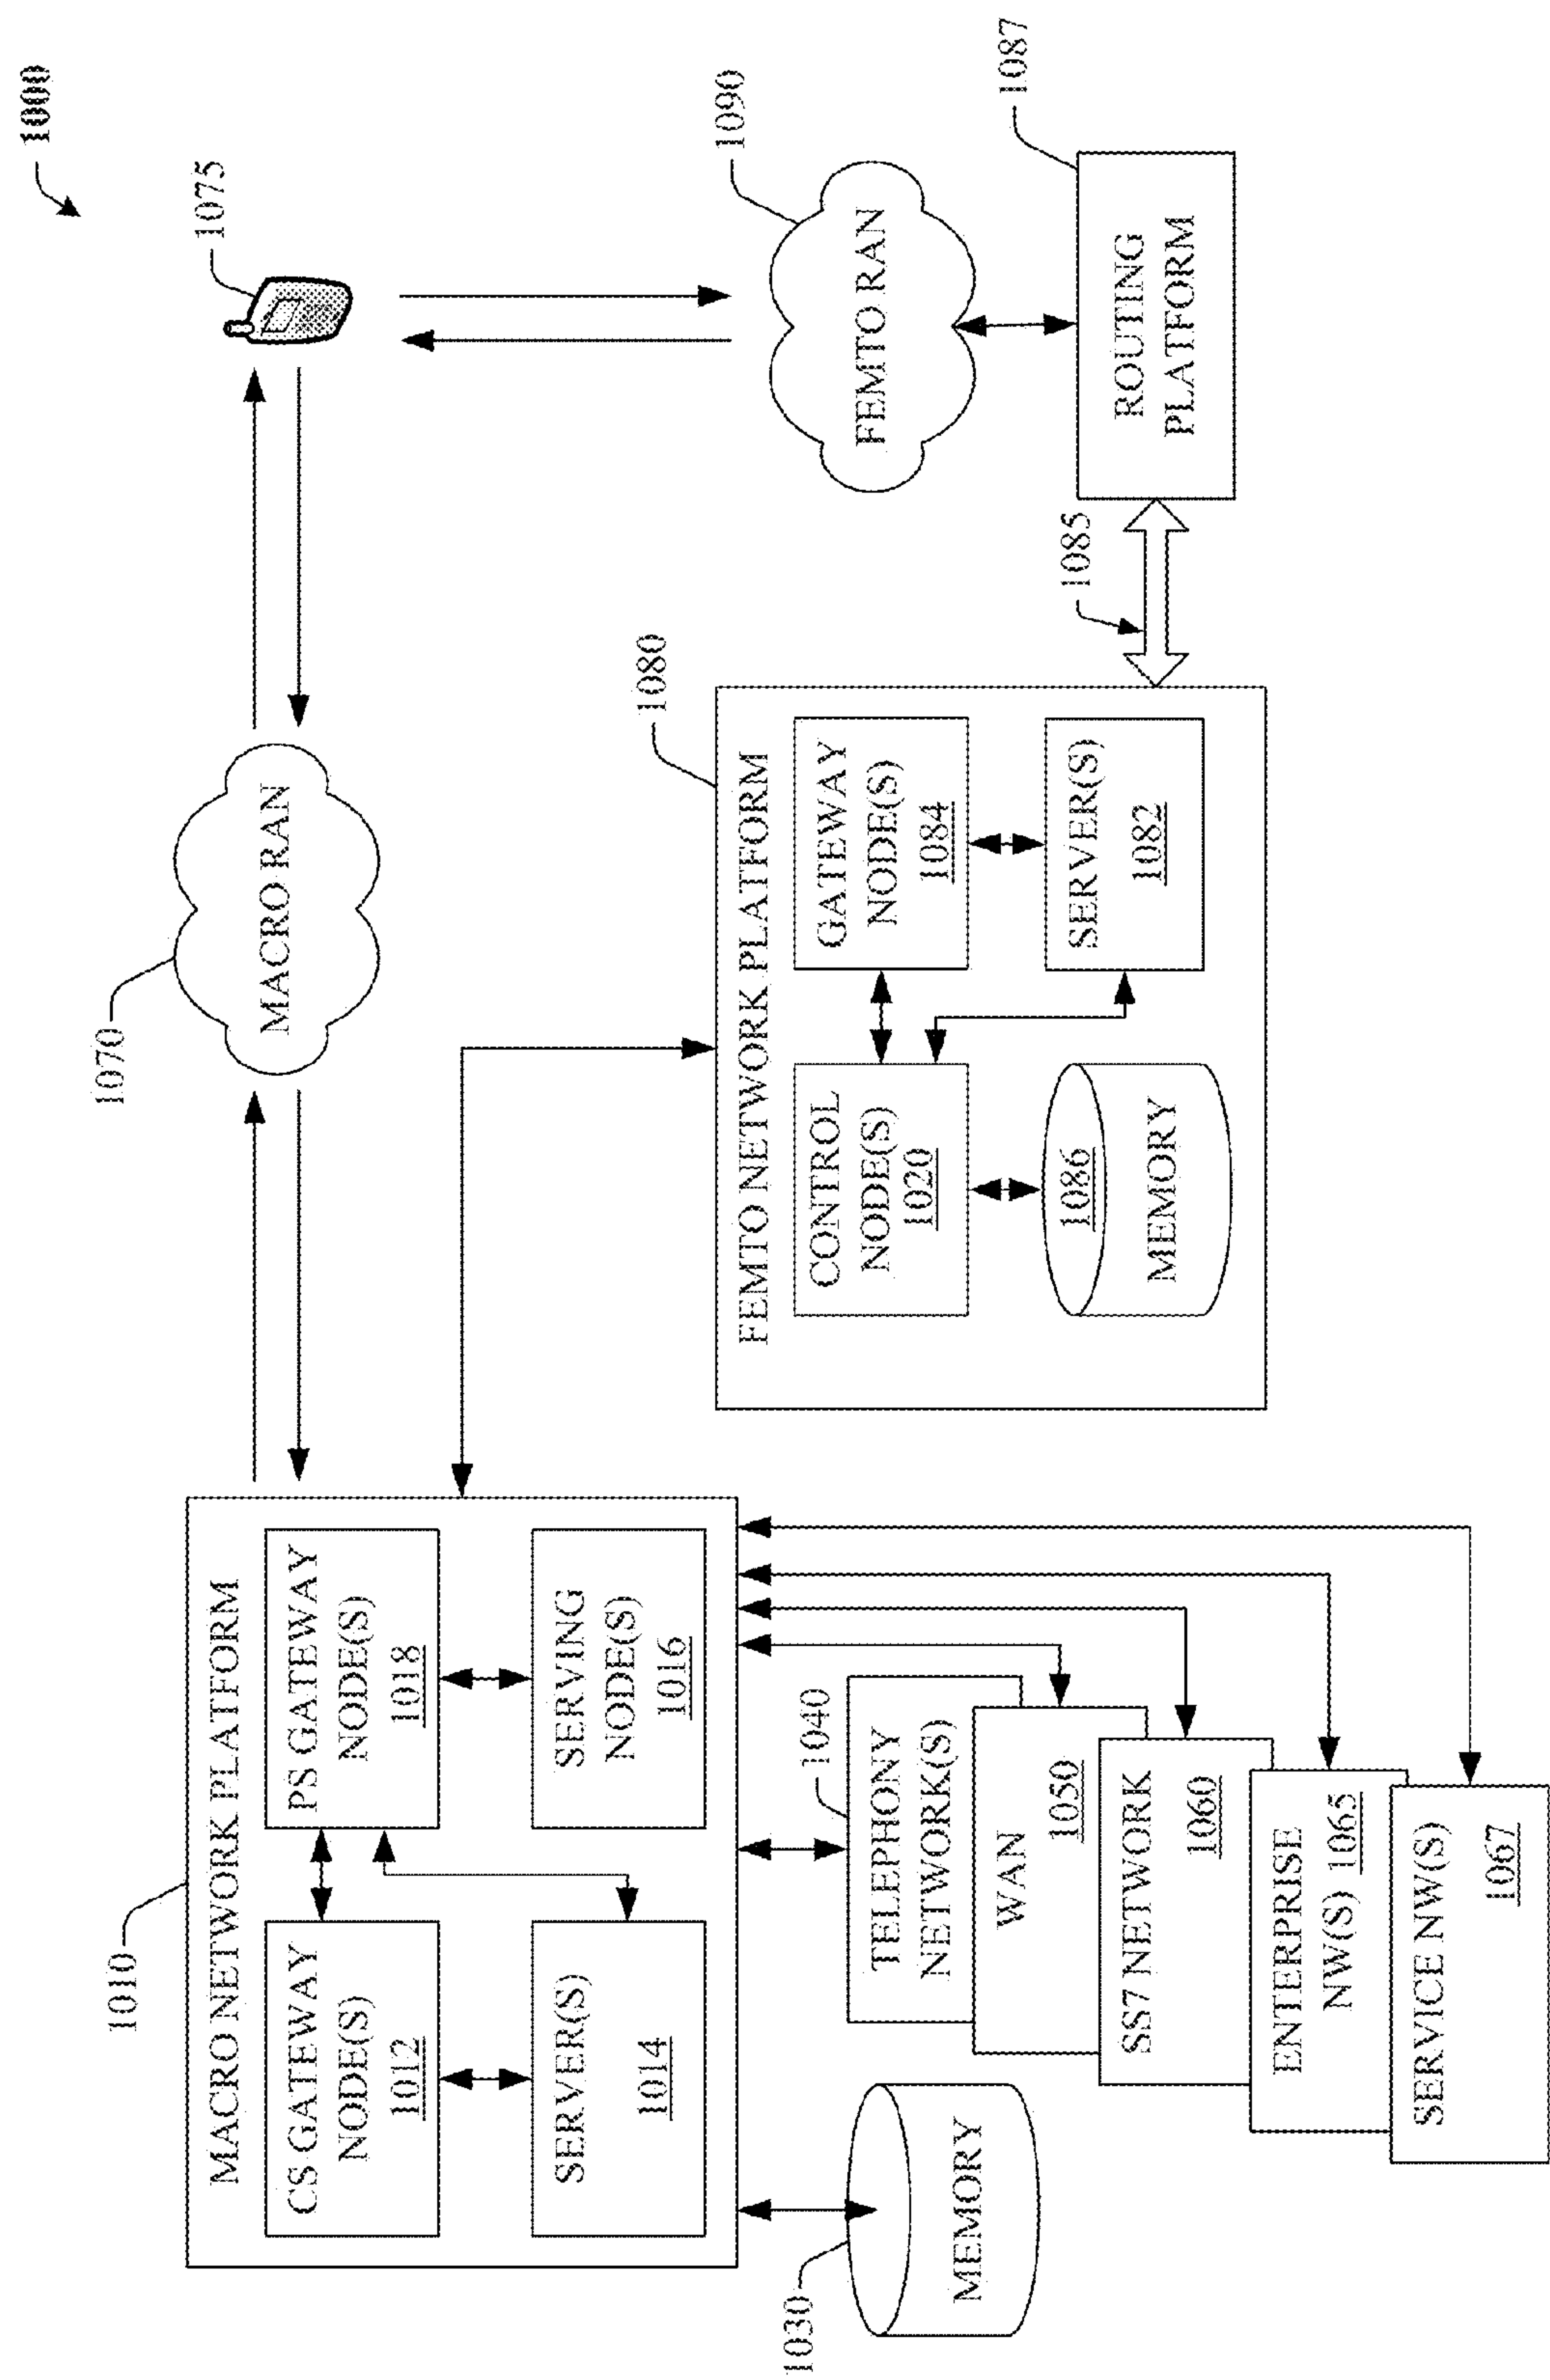 1000
1010
MACRO NETWORK PLATFORM
CS GATEWAY
NODE(S)
1012
PS GATEWAY
NODE(S)
1018
SERVER(S)
1014
SERVING
NODE(S)
1016
1070
MACRO RAN
1075
1030
MEMORY
1040
TELEPHONY
NETWORK(S)
WAN
1050
SS7 NETWORK
1060
ENTERPRISE
NW(S) 1065
SERVICE NW(S)
1067
1080
FEMTO NETWORK PLATFORM
CONTROL
NODE(S)
1020
GATEWAY
NODE(S)
1084
1086
MEMORY
SERVER(S)
1082
1085
1090
FEMTO RAN
1087
ROUTING
PLATFORM